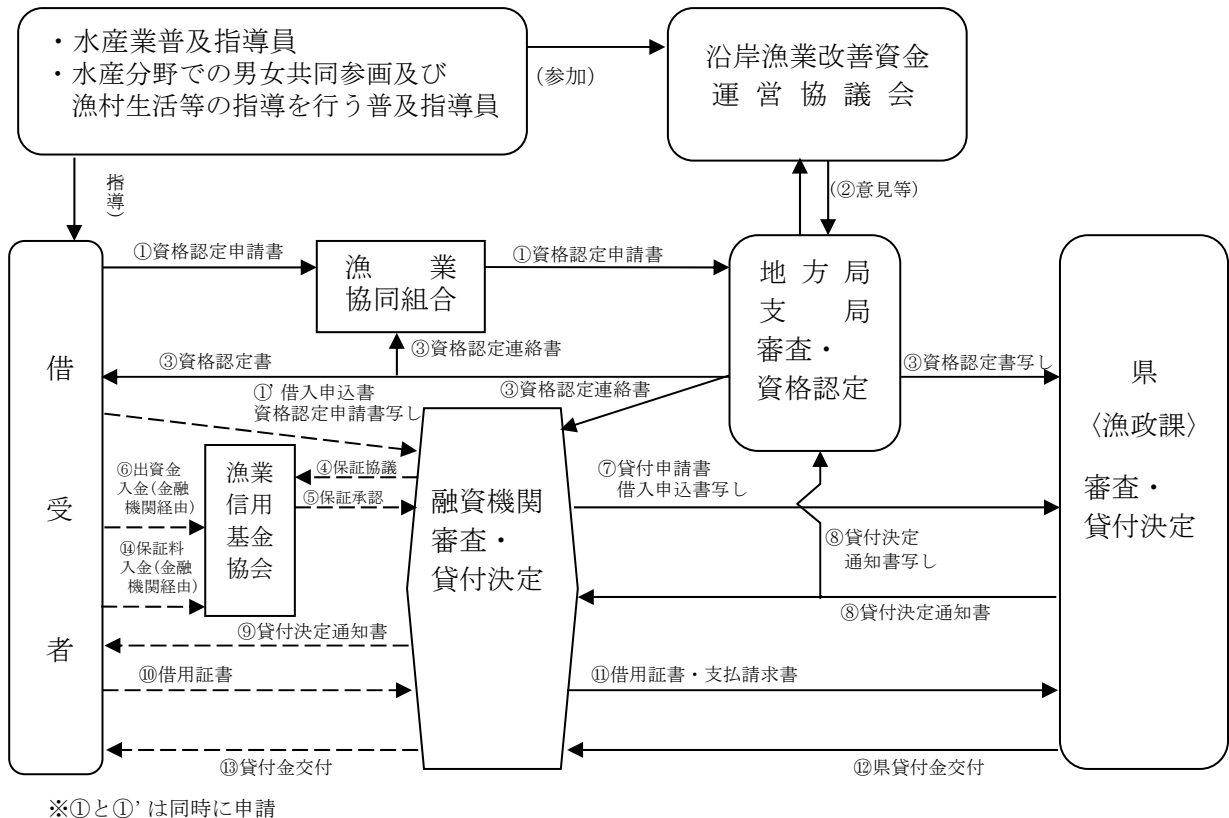 ・水産業普及指導員
・水産分野での男女共同参画及び
漁村生活等の指導を行う普及指導員
(参加)
沿岸漁業改善資金
運営協議会
指導)
(②意見等)
①資格認定申請書
漁業
協同組合
①資格認定申請書
地方局
支局
審査・
資格認定
③資格認定連絡書
③資格認定書
③資格認定連絡書
③資格認定書写し
①’借入申込書
資格認定申請書写し
借受者
県
〈漁政課〉
審査・
貸付決定
⑥出資金
入金(金融
機関経由)
漁業
信用
基金
協会
④保証協議
⑤保証承認
融資機関
審査・
貸付決定
⑦貸付申請書
借入申込書写し
⑭保証料
入金(金融
機関経由)
⑧貸付決定
通知書写し
⑧貸付決定通知書
⑨貸付決定通知書
⑩借用証書
⑪借用証書・支払請求書
⑬貸付金交付
⑫県貸付金交付
※①と①’は同時に申請